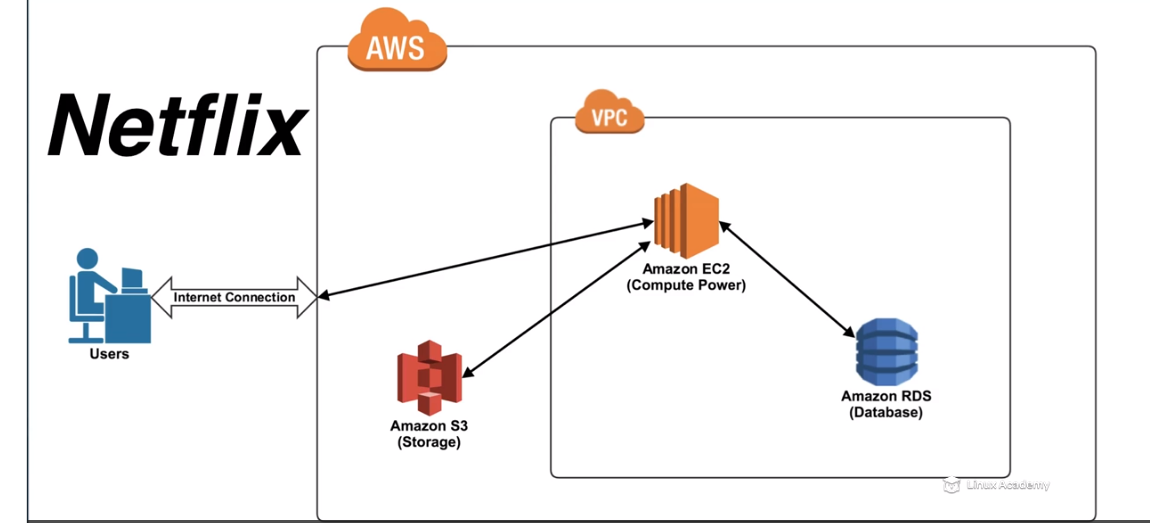 AWS
Netflix
VPC
Amazon EC2
(Compute Power)
Internet Connection
Users
Amazon S3
(Storage)
Amazon RDS
(Database)
Linux Academy